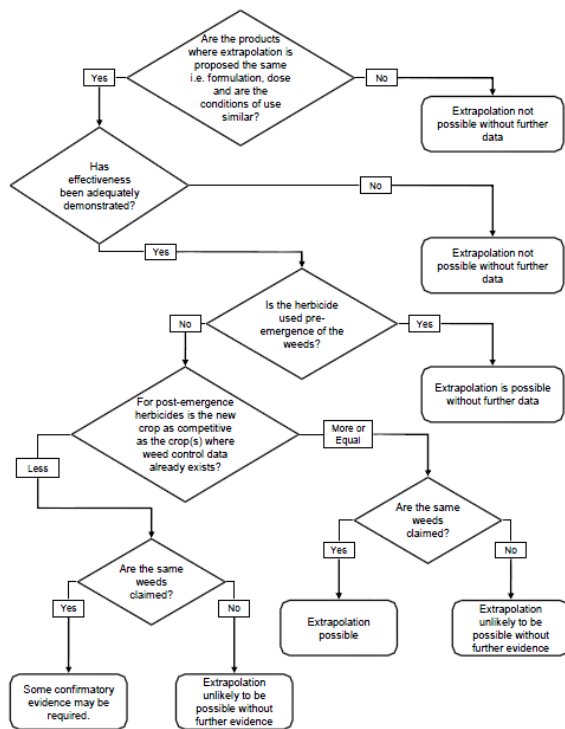 Are the products
where extrapolation is
proposed the same
i.e. formulation, dose
and are the
conditions of use
similar?
Yes
No
Extrapolation not
possible without further
data
Has
effectiveness
been adequately
demonstrated?
No
Yes
Extrapolation not
possible without further
data
Is the herbicide
used pre-
emergence of the
weeds?
No
Yes
Extrapolation is possible
without further data
For post-emergence
herbicides is the new
crop as competitive
as the crop(s) where
weed control data
already exists?
More or
Equal
Less
Are the same
weeds
claimed?
Yes
No
Extrapolation
possible
Extrapolation
unlikely to be
possible without
further evidence
Are the same
weeds
claimed?
Yes
No
Some confirmatory
evidence may be
required.
Extrapolation
unlikely to be
possible without
further evidence